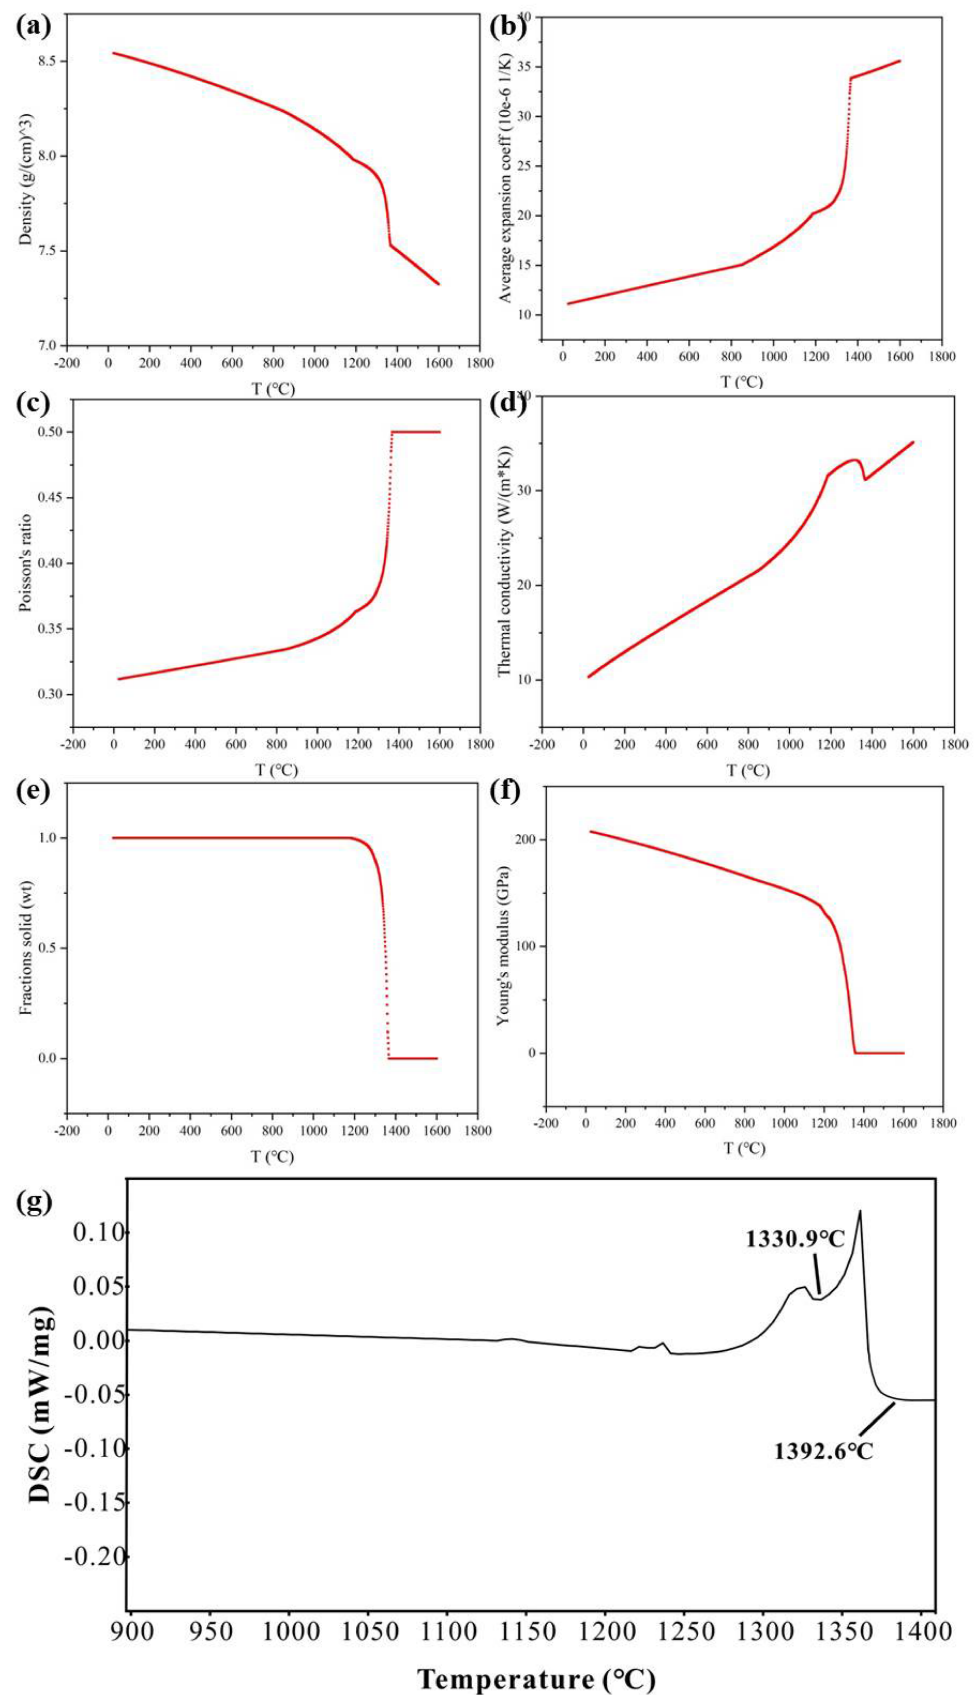 (a)
8.5
8.0
7.5
7.0
Density (g/(cm)^3)
-200 0 200 400 600 800 1000 1200 1400 1600 1800
T (℃)
(b)
40
35
30
25
20
15
10
Average expansion coeff (10e-6 1/K)
0 200 400 600 800 1000 1200 1400 1600 1800
T (℃)
(c)
0.50
0.45
0.40
0.35
0.30
Poisson's ratio
-200 0 200 400 600 800 1000 1200 1400 1600 1800
T (℃)
(d)
40
30
20
10
Thermal conductivity (W/(m*K))
-200 0 200 400 600 800 1000 1200 1400 1600 1800
T (℃)
(e)
1.0
0.5
0.0
Fractions solid (wt)
-200 0 200 400 600 800 1000 1200 1400 1600 1800
T (℃)
(f)
200
100
0
Young's modulus (GPa)
-200 0 200 400 600 800 1000 1200 1400 1600 1800
T (℃)
(g)
0.10
0.05
0.00
-0.05
-0.10
-0.15
-0.20
DSC (mW/mg)
1330.9℃
1392.6℃
900 950 1000 1050 1100 1150 1200 1250 1300 1350 1400
Temperature (℃)